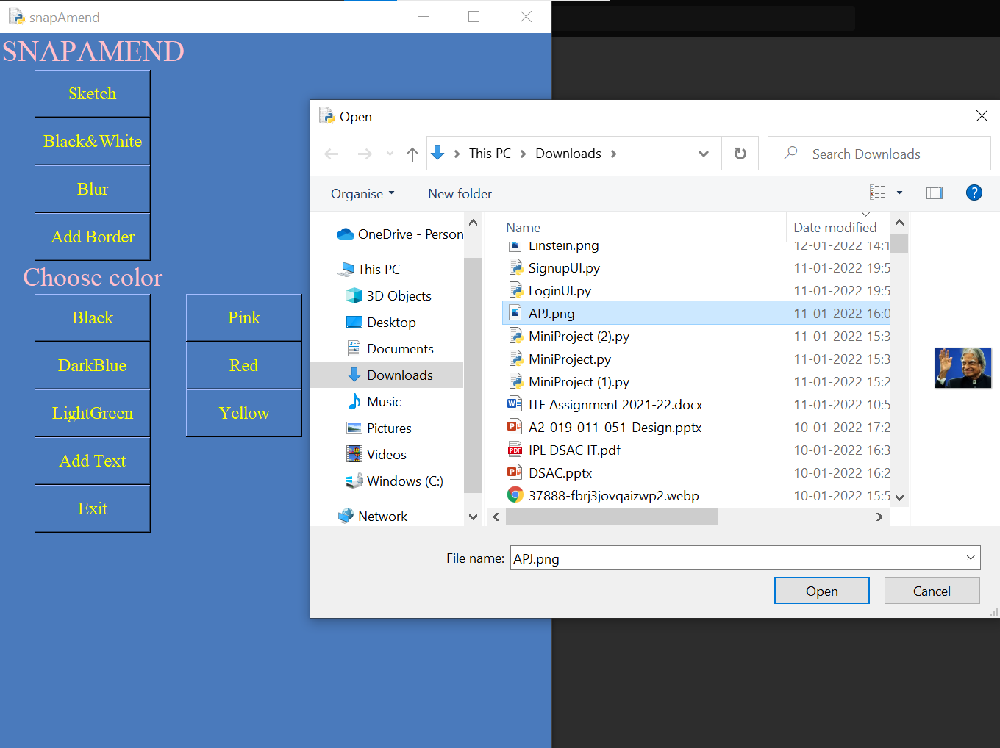 snapAmend
SNAPAMEND
Sketch
Black&White
Blur
Add Border
Choose color
Black
Pink
DarkBlue
Red
LightGreen
Yellow
Add Text
Exit
Open
This PC
Downloads
Search Downloads
Organise
New folder
?
OneDrive - Person
This PC
3D Objects
Desktop
Documents
Downloads
Music
Pictures
Videos
Windows (C:)
Network
Name
Date modified
Einstein.png
12-01-2022 14:1
SignupUI.py
11-01-2022 19:5
LoginUI.py
11-01-2022 19:5
APJ.png
11-01-2022 16:0
MiniProject (2).py
11-01-2022 15:3
MiniProject.py
11-01-2022 15:3
MiniProject (1).py
11-01-2022 15:2
ITE Assignment 2021-22.docx
11-01-2022 10:5
A2_019_011_051_Design.pptx
10-01-2022 17:2
PDF
IPL DSAC IT.pdf
10-01-2022 16:3
DSAC.pptx
10-01-2022 16:2
37888-fbrj3jovqaizwp2.webp
10-01-2022 15:5
File name:
APJ.png
Open
Cancel